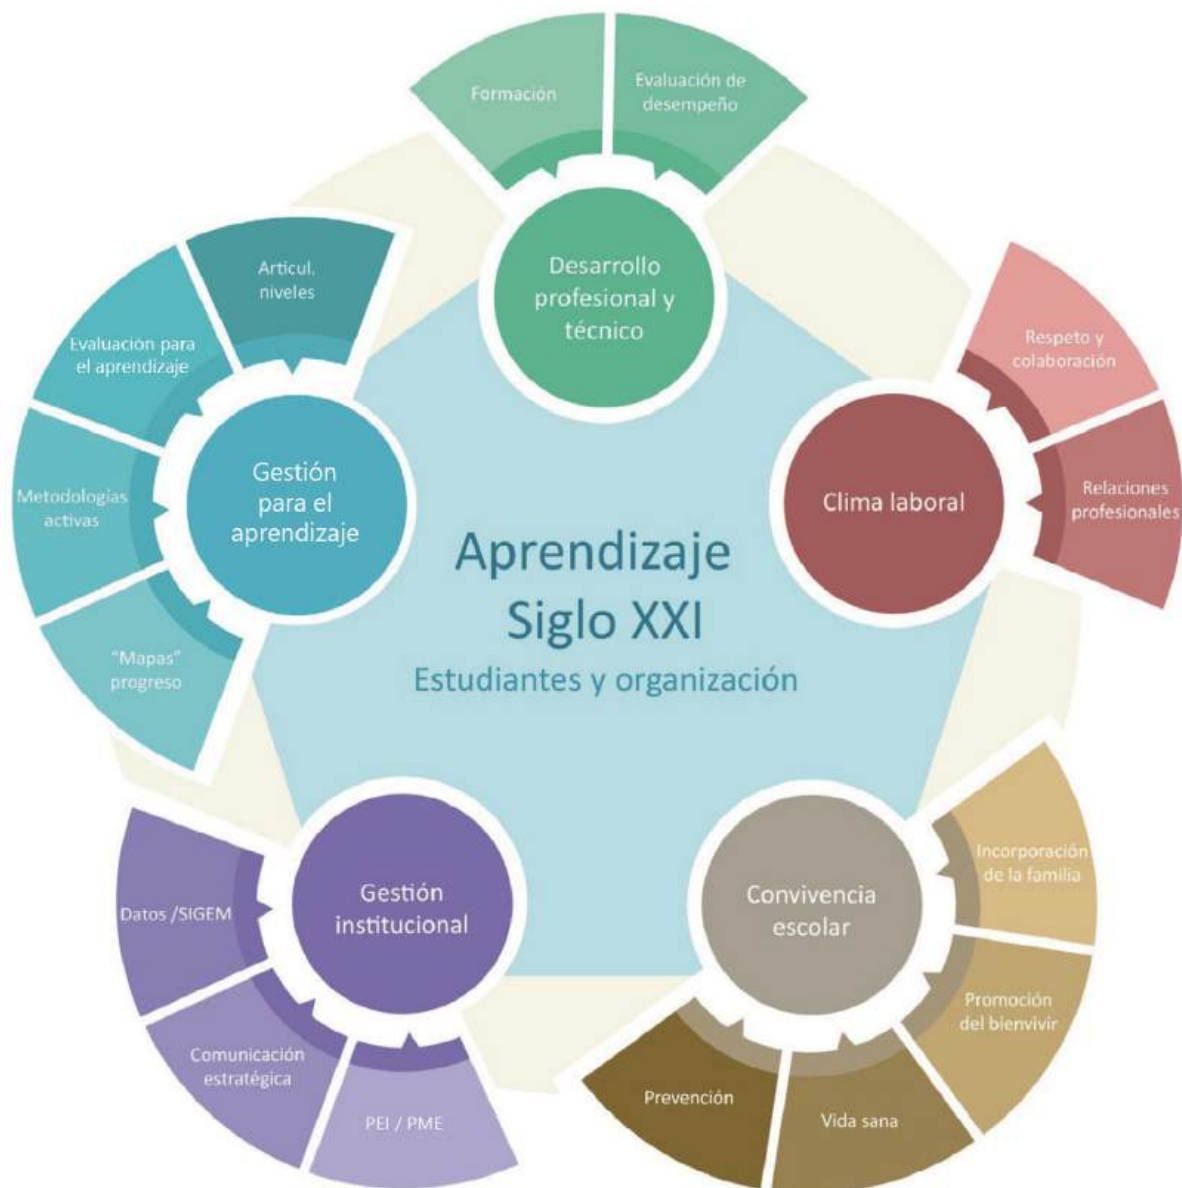 Formación
Evaluación de
desempeño
Desarrollo
profesional y
técnico
Articul.
niveles
Evaluación para
el aprendizaje
Metodologías
activas
"Mapas"
progreso
Gestión
para el
aprendizaje
Respeto y
colaboración
Relaciones
profesionales
Clima laboral
Aprendizaje
Siglo XXI
Estudiantes y organización
Datos /SIGEM
Comunicación
estratégica
PEI / PME
Gestión
institucional
Convivencia
escolar
Incorporación
de la familia
Promoción
del bienvivir
Vida sana
Prevención